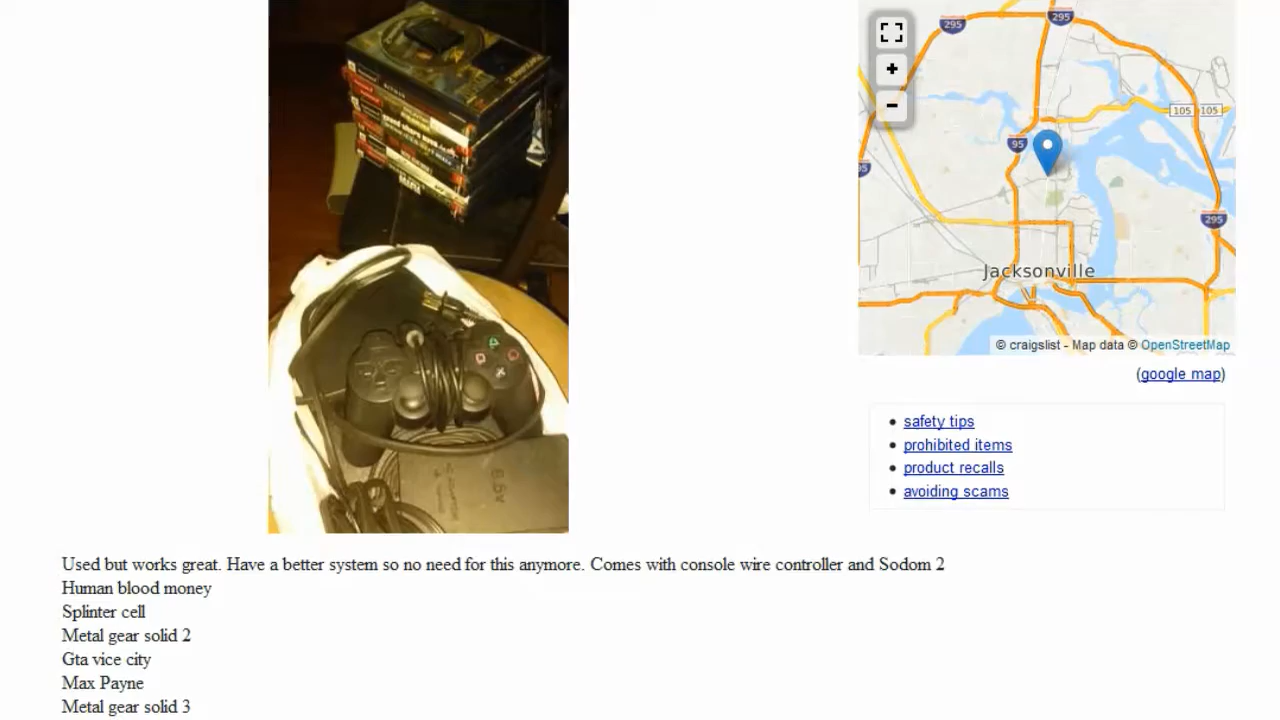 295
295
105
105
95
95
295
Jacksonville
© craigslist - Map data © OpenStreetMap
(google map)
• safety tips
• prohibited items
• product recalls
• avoiding scams
8.5V
Used but works great. Have a better system so no need for this anymore. Comes with console wire controller and Sodom 2
Human blood money
Splinter cell
Metal gear solid 2
Gta vice city
Max Payne
Metal gear solid 3